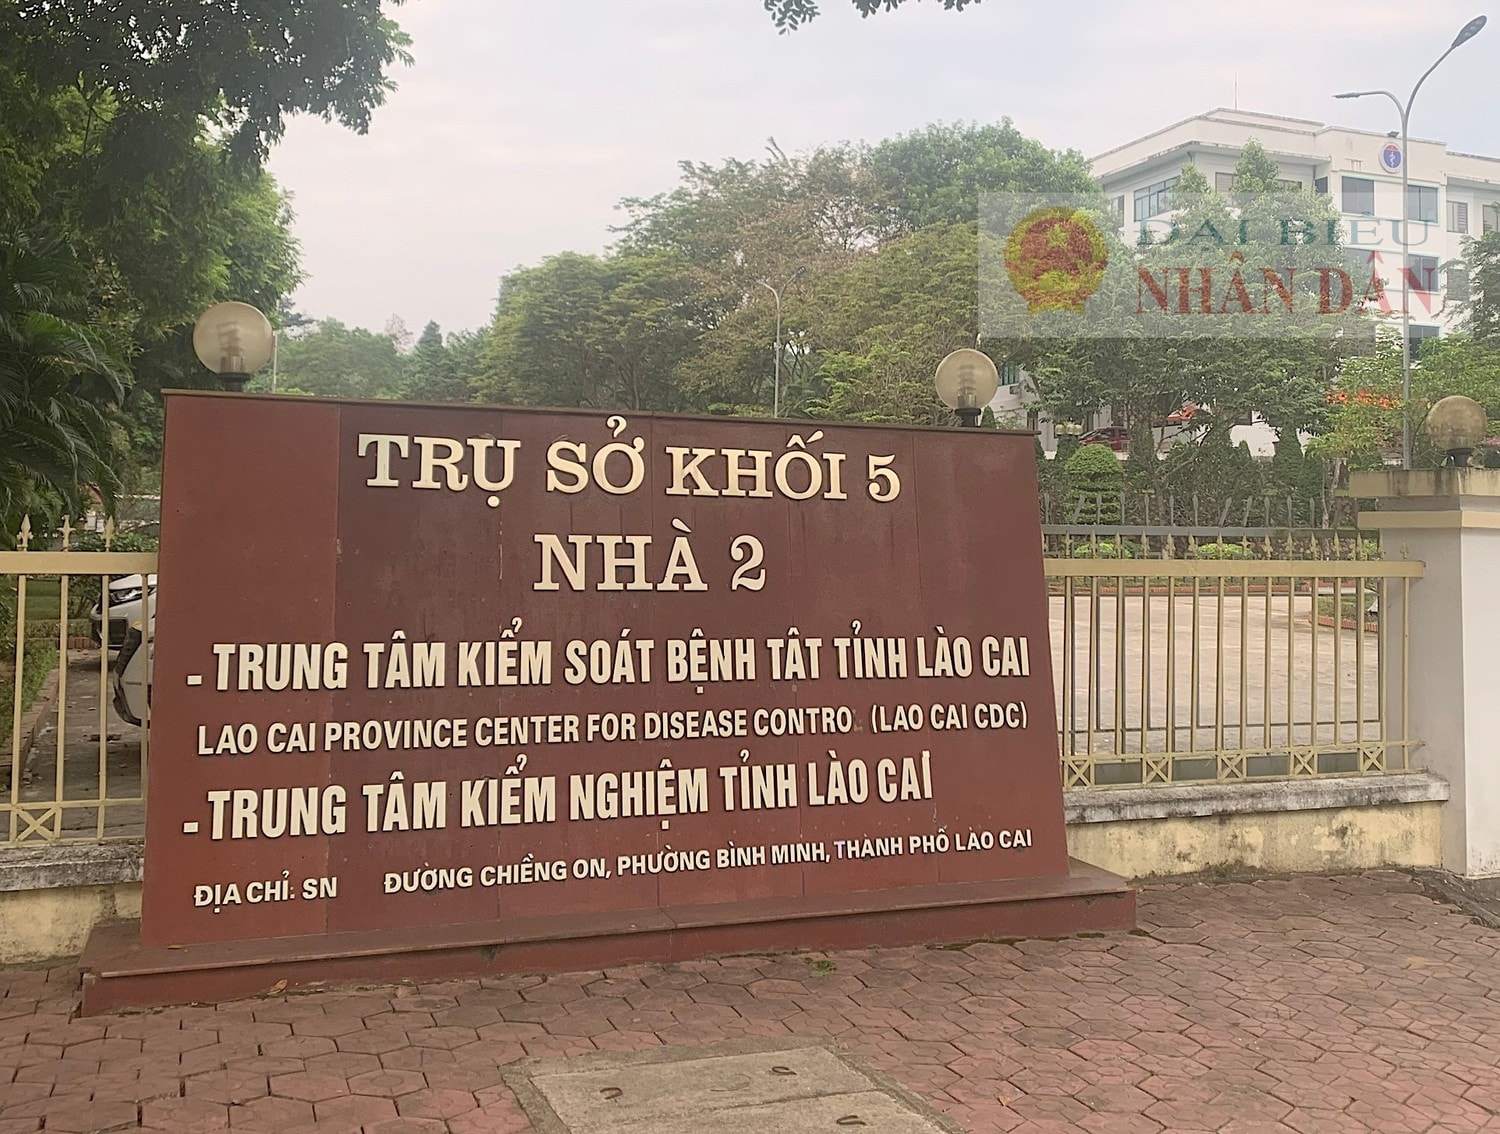 ĐẠI BIỂU
NHÂN DÂN
TRỤ SỞ KHỐI 5
NHÀ 2
- TRUNG TÂM KIỂM SOÁT BỆNH TẬT TỈNH LÀO CAI
LAO CAI PROVINCE CENTER FOR DISEASE CONTRO (LAO CAI CDC)
- TRUNG TÂM KIỂM NGHIỆM TỈNH LÀO CAI
ĐỊA CHỈ: SN ĐƯỜNG CHIỀNG ON, PHƯỜNG BÌNH MINH, THÀNH PHỐ LÀO CAI